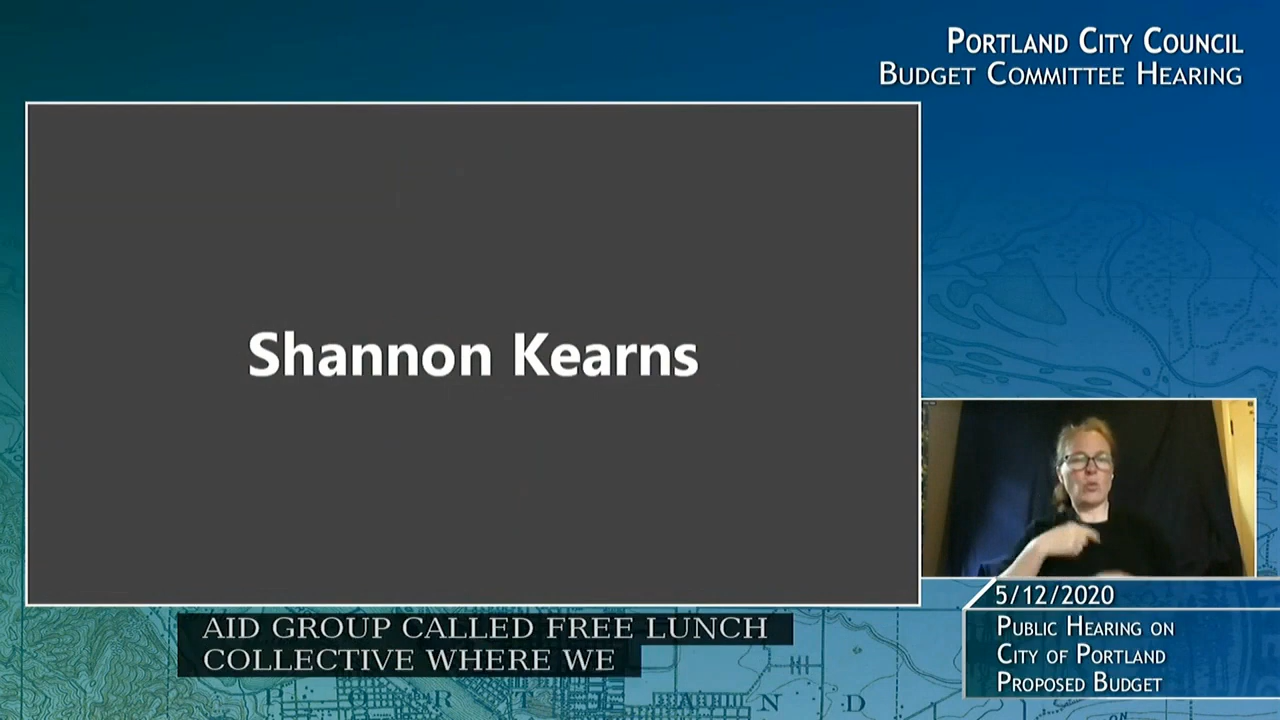 PORTLAND CITY COUNCIL
BUDGET COMMITTEE HEARING
Shannon Kearns
5/12/2020
PUBLIC HEARING ON
CITY OF PORTLAND
PROPOSED BUDGET
AID GROUP CALLED FREE LUNCH
COLLECTIVE WHERE WE